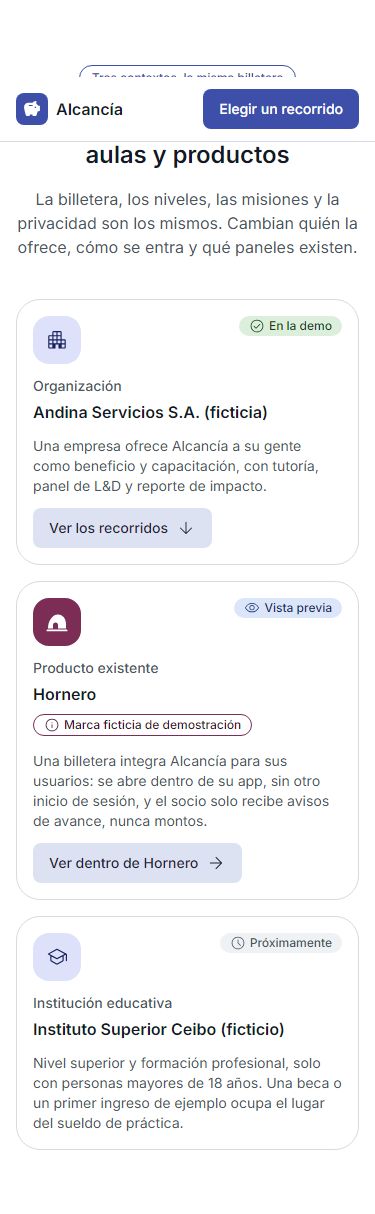 Tres contextos, la misma billetera
Alcancía
Elegir un recorrido
aulas y productos
La billetera, los niveles, las misiones y la
privacidad son los mismos. Cambian quién la
ofrece, cómo se entra y qué paneles existen.
En la demo
Organización
Andina Servicios S.A. (ficticia)
Una empresa ofrece Alcancía a su gente
como beneficio y capacitación, con tutoría,
panel de L&D y reporte de impacto.
Ver los recorridos
Vista previa
Producto existente
Hornero
Marca ficticia de demostración
Una billetera integra Alcancía para sus
usuarios: se abre dentro de su app, sin otro
inicio de sesión, y el socio solo recibe avisos
de avance, nunca montos.
Ver dentro de Hornero
Próximamente
Institución educativa
Instituto Superior Ceibo (ficticio)
Nivel superior y formación profesional, solo
con personas mayores de 18 años. Una beca o
un primer ingreso de ejemplo ocupa el lugar
del sueldo de práctica.